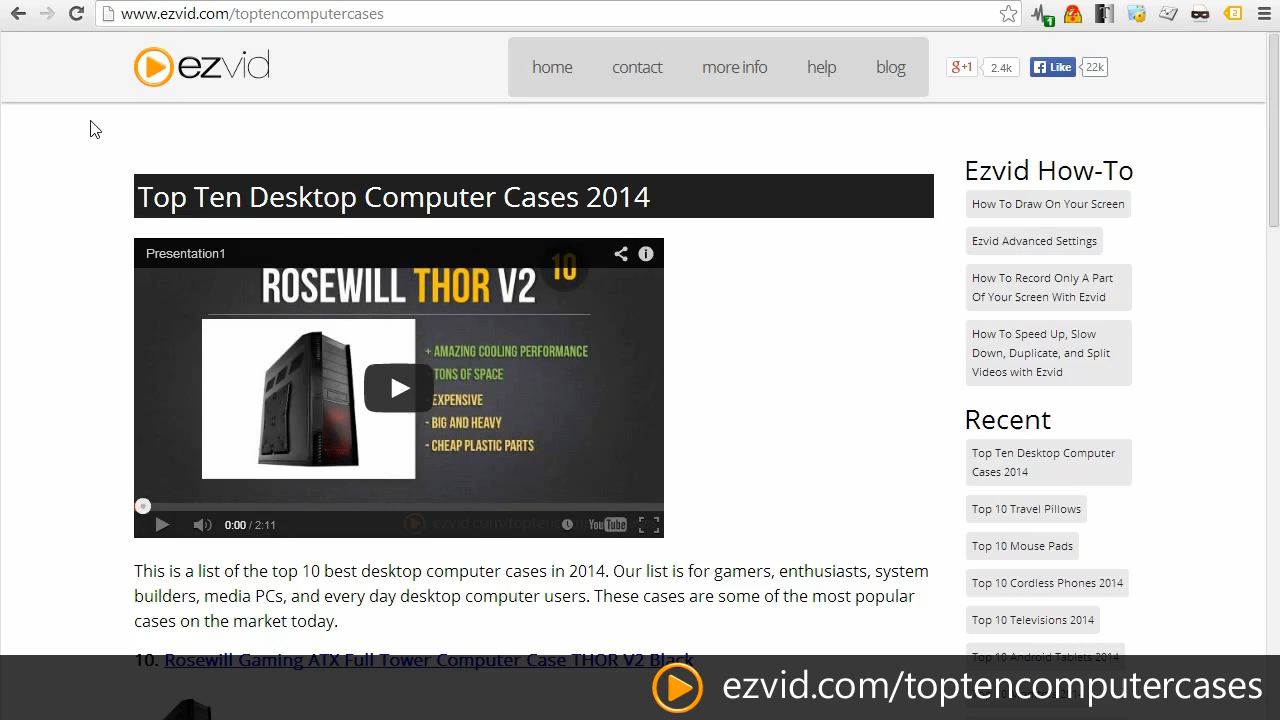 www.ezvid.com/toptencomputercases
1
2
ezvid
home
contact
more info
help
blog
g+1
2.4k
Like
22k
Top Ten Desktop Computer Cases 2014
Presentation1
10
ROSEWILL THOR V2
+ AMAZING COOLING PERFORMANCE
TONS OF SPACE
EXPENSIVE
- BIG AND HEAVY
- CHEAP PLASTIC PARTS
0:00 / 2:11
YouTube
This is a list of the top 10 best desktop computer cases in 2014. Our list is for gamers, enthusiasts, system
builders, media PCs, and every day desktop computer users. These cases are some of the most popular
cases on the market today.
10. Rosewill Gaming ATX Full Tower Computer Case THOR V2 Black
Ezvid How-To
How To Draw On Your Screen
Ezvid Advanced Settings
How To Record Only A Part
Of Your Screen With Ezvid
How To Speed Up, Slow
Down, Duplicate, and Split
Videos with Ezvid
Recent
Top Ten Desktop Computer
Cases 2014
Top 10 Travel Pillows
Top 10 Mouse Pads
Top 10 Cordless Phones 2014
Top 10 Televisions 2014
Top 10 Android Tablets 2014
ezvid.com/toptencomputercases